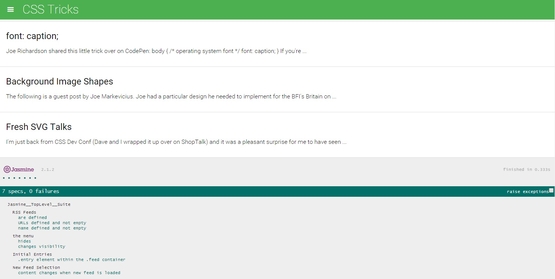 CSS Tricks
font: caption;
Joe Richardson shared this little trick over on CodePen: body { /* operating system font */ font: caption; } If you're ...
Background Image Shapes
The following is a guest post by Joe Markevicius. Joe had a particular design he needed to implement for the BFI's Britain on ...
Fresh SVG Talks
I'm just back from CSS Dev Conf (Dave and I wrapped it up over on ShopTalk) and it was a pleasant surprise for me to have seen ...
Jasmine 2.1.2
finished in
7 specs, 0 failures
raise exceptions
Jasmine__TopLevel__Suite
RSS Feeds
are defined
URLs defined and not empty
name defined and not empty
the menu
hides
changes visibility
Initial Entries
.entry element within the .feed container
New Feed Selection
content changes when new feed is loaded